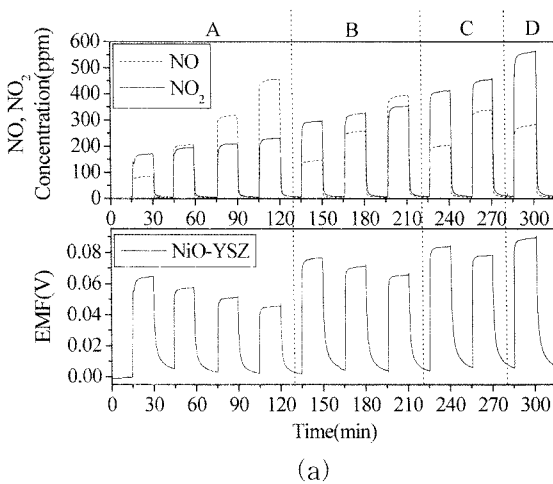 A B C D
NO, NO2
Concentration(ppm)
600
500
400
300
200
100
0
NO
NO2
0 30 60 90 120 150 180 210 240 270 300
EMF(V)
0.08
0.06
0.04
0.02
0.00
NiO-YSZ
0 30 60 90 120 150 180 210 240 270 300
Time(min)
(a)